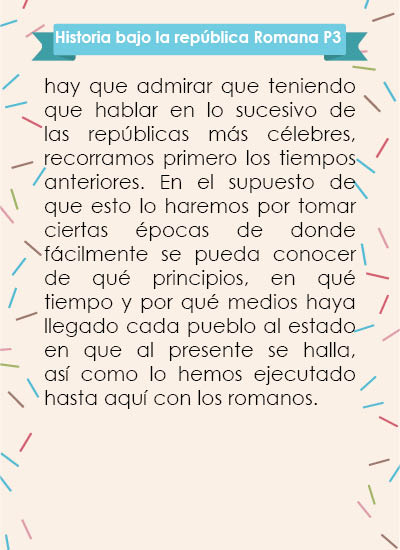 Historia bajo la república Romana P3
hay que admirar que teniendo
que hablar en lo sucesivo de
las repúblicas más célebres,
recorramos primero los tiempos
anteriores. En el supuesto de
que esto lo haremos por tomar
ciertas épocas de donde
fácilmente se pueda conocer
de qué principios, en qué
tiempo y por qué medios haya
llegado cada pueblo al estado
en que al presente se halla,
así como lo hemos ejecutado
hasta aquí con los romanos.